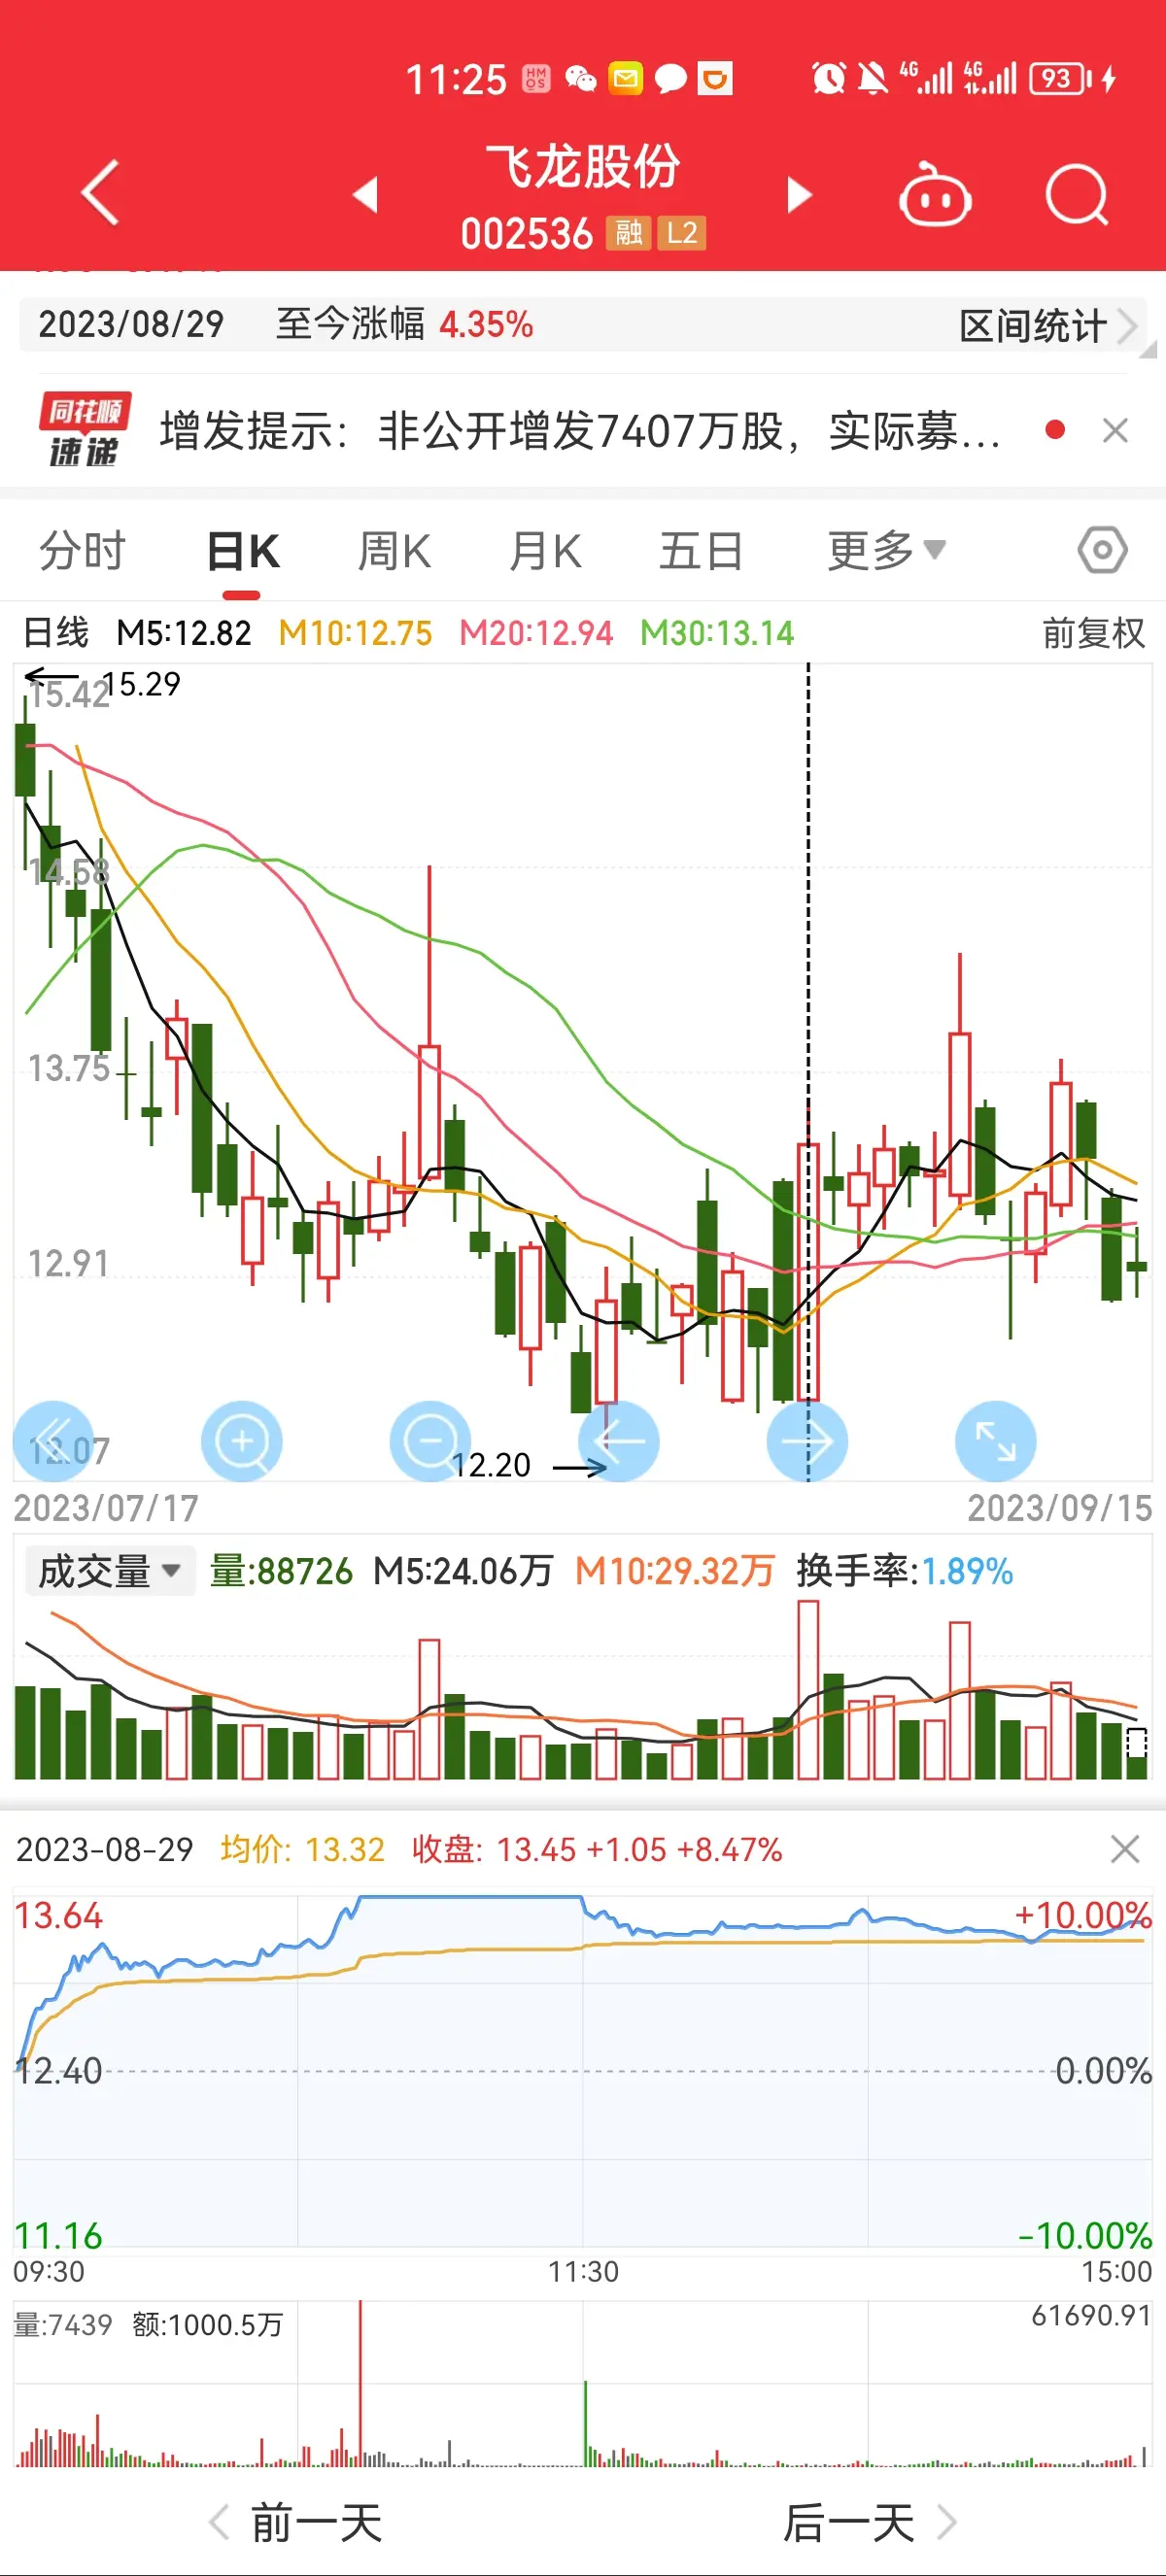 11:25 HMOS 4G 4G 93
飞龙股份
002536 融 L2
2023/08/29 至今涨幅 4.35% 区间统计
同花顺 速递 增发提示：非公开增发7407万股，实际募...
分时 日K 周K 月K 五日 更多
日线 M5:12.82 M10:12.75 M20:12.94 M30:13.14 前复权
15.29
15.42
14.58
13.75
12.91
12.07
12.20
2023/07/17 2023/09/15
成交量 量:88726 M5:24.06万 M10:29.32万 换手率:1.89%
2023-08-29 均价: 13.32 收盘: 13.45 +1.05 +8.47%
13.64 +10.00%
12.40 0.00%
11.16 -10.00%
09:30 11:30 15:00
量:7439 额:1000.5万 61690.91
前一天 后一天